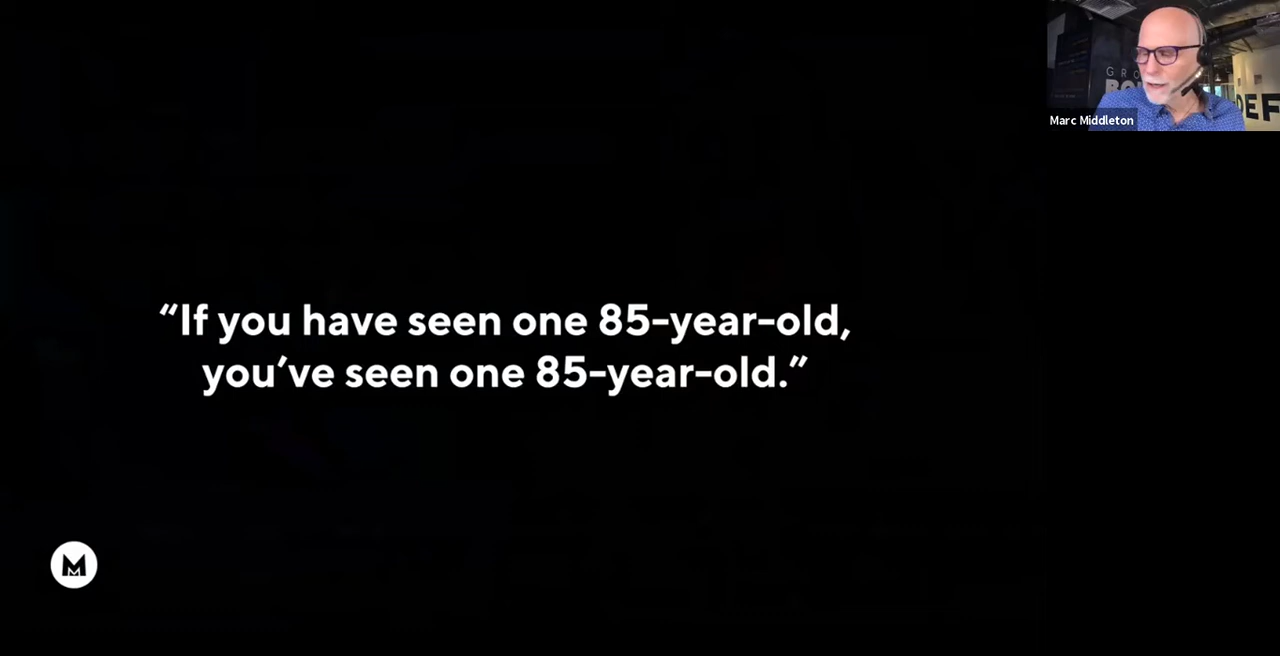 Marc Middleton
“If you have seen one 85-year-old,
you’ve seen one 85-year-old.”
M